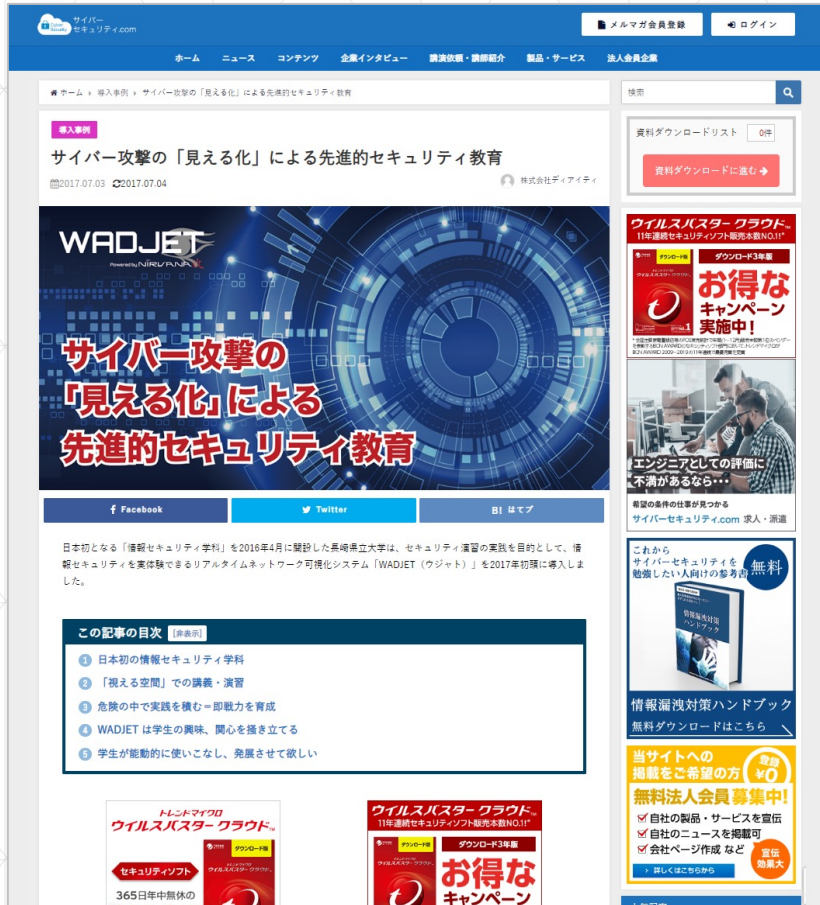 サイバー
セキュリティ.com
メルマガ会員登録
ログイン
ホーム ニュース コンテンツ 企業インタビュー 講演依頼・講師紹介 製品・サービス 法人会員企業
ホーム › 導入事例 › サイバー攻撃の「見える化」による先進的セキュリティ教育
導入事例
サイバー攻撃の「見える化」による先進的セキュリティ教育
2017.07.03 2017.07.04
株式会社ディアイティ
WADJET
Powered by NIRVANA
サイバー攻撃の
「見える化」による
先進的セキュリティ教育
Facebook
Twitter
B! はてブ
日本初となる「情報セキュリティ学科」を2016年4月に開設した長崎県立大学は、セキュリティ演習の実践を目的として、情
報セキュリティを実体験できるリアルタイムネットワーク可視化システム「WADJET（ウジャト）」を2017年初頭に導入しま
した。
この記事の目次 [非表示]
1 日本初の情報セキュリティ学科
2 「視える空間」での講義・演習
3 危険の中で実践を積む＝即戦力を育成
4 WADJET は学生の興味、関心を掻き立てる
5 学生が能動的に使いこなし、発展させて欲しい
トレンドマイクロ
ウイルスバスター クラウド
ダウンロード版
セキュリティソフト
365日年中無休の
ウイルスバスター クラウド
11年連続セキュリティソフト販売本数NO.1!*
ダウンロード版
ダウンロード3年版
お得な
キャンペーン
検索
資料ダウンロードリスト 0件
資料ダウンロードに進む
ウイルスバスター クラウド
11年連続セキュリティソフト販売本数NO.1!*
ダウンロード版
ダウンロード3年版
お得な
キャンペーン
実施中！
エンジニアとしての評価に
不満があるなら・・・
希望の条件の仕事が見つかる
サイバーセキュリティ.com 求人・派遣
これから
サイバーセキュリティを
勉強したい人向けの参考書
無料
情報漏洩対策
ハンドブック
情報漏洩対策ハンドブック
無料ダウンロードはこちら
当サイトへの
掲載をご希望の方
登録
¥0
無料法人会員募集中!
自社の製品・サービスを宣伝
自社のニュースを掲載可
会社ページ作成 など
宣伝
効果大
› 詳しくはこちらから